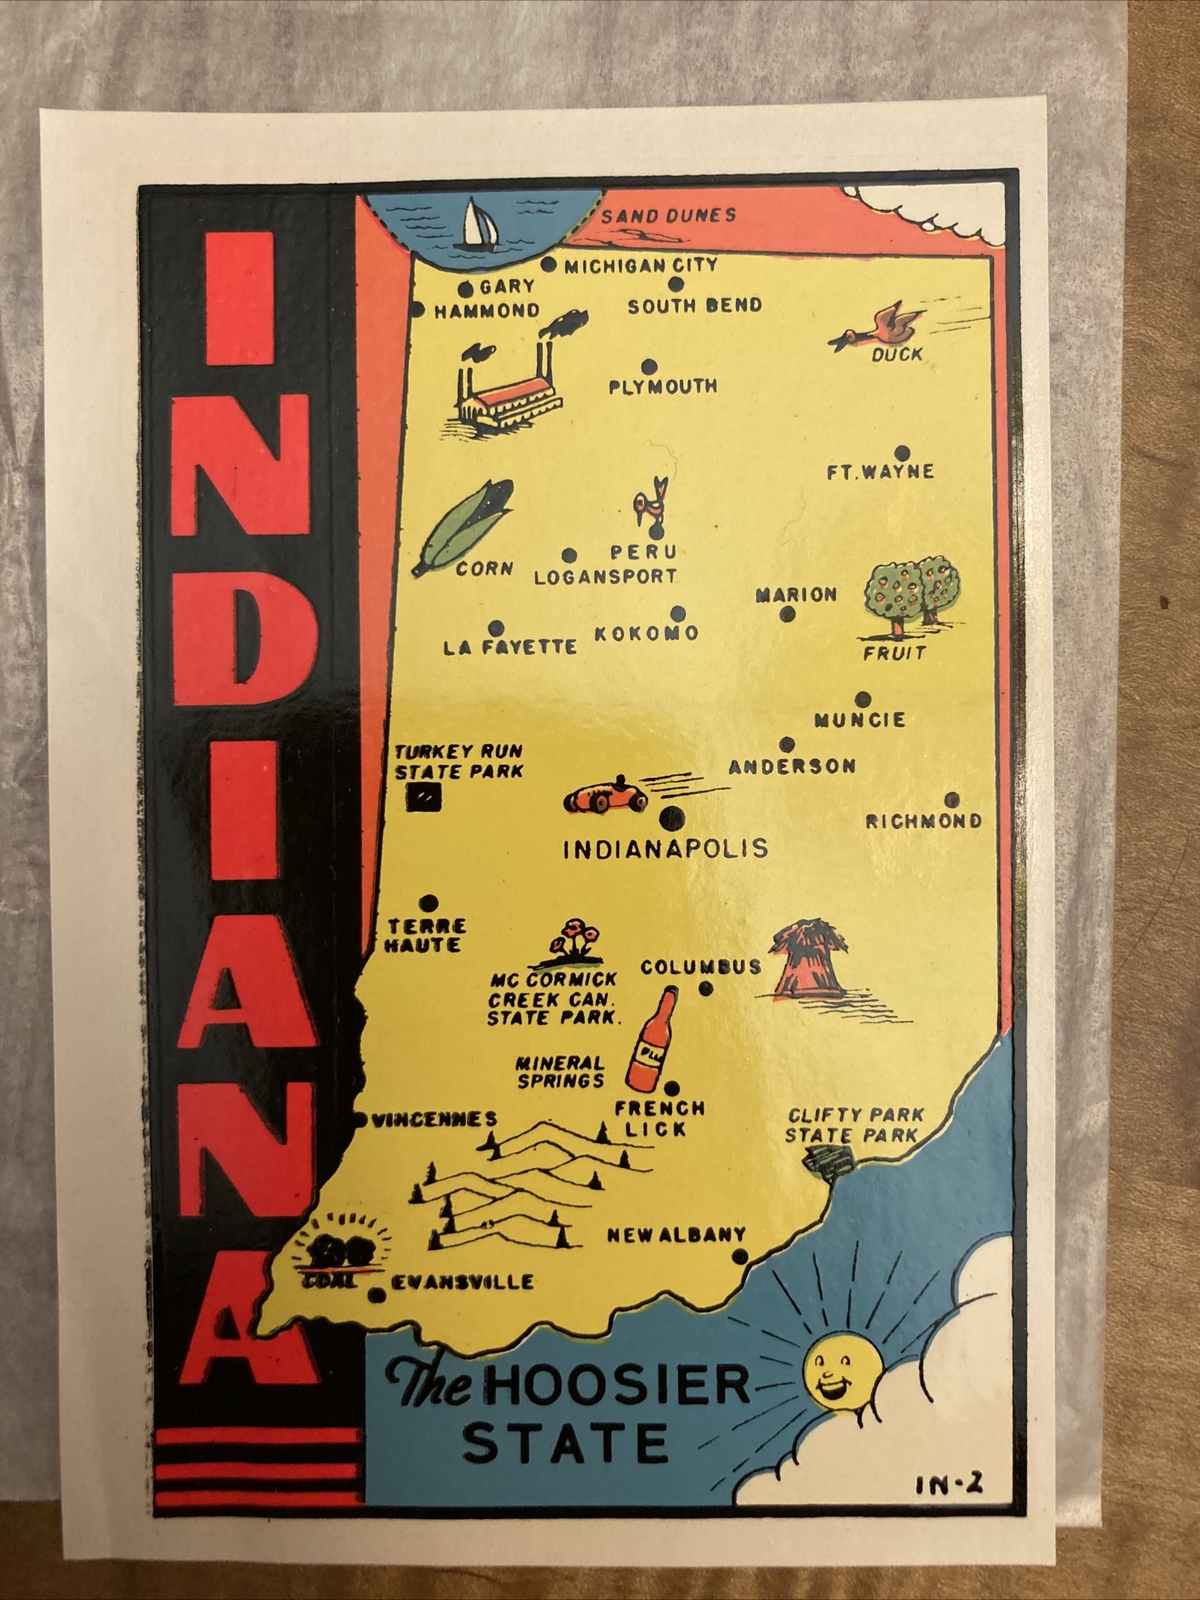 INDIANA
SAND DUNES
MICHIGAN CITY
GARY
SOUTH BEND
HAMMOND
DUCK
PLYMOUTH
FT. WAYNE
PERU
CORN
LOGANSPORT
MARION
KOKOMO
LA FAYETTE
FRUIT
MUNCIE
TURKEY RUN
STATE PARK
ANDERSON
RICHMOND
INDIANAPOLIS
TERRE
HAUTE
COLUMBUS
MC CORMICK
CREEK CAN.
STATE PARK.
MINERAL
SPRINGS
PLU
FRENCH
LICK
VINCENNES
CLIFTY PARK
STATE PARK
NEW ALBANY
COAL
EVANSVILLE
The HOOSIER
STATE
IN-2